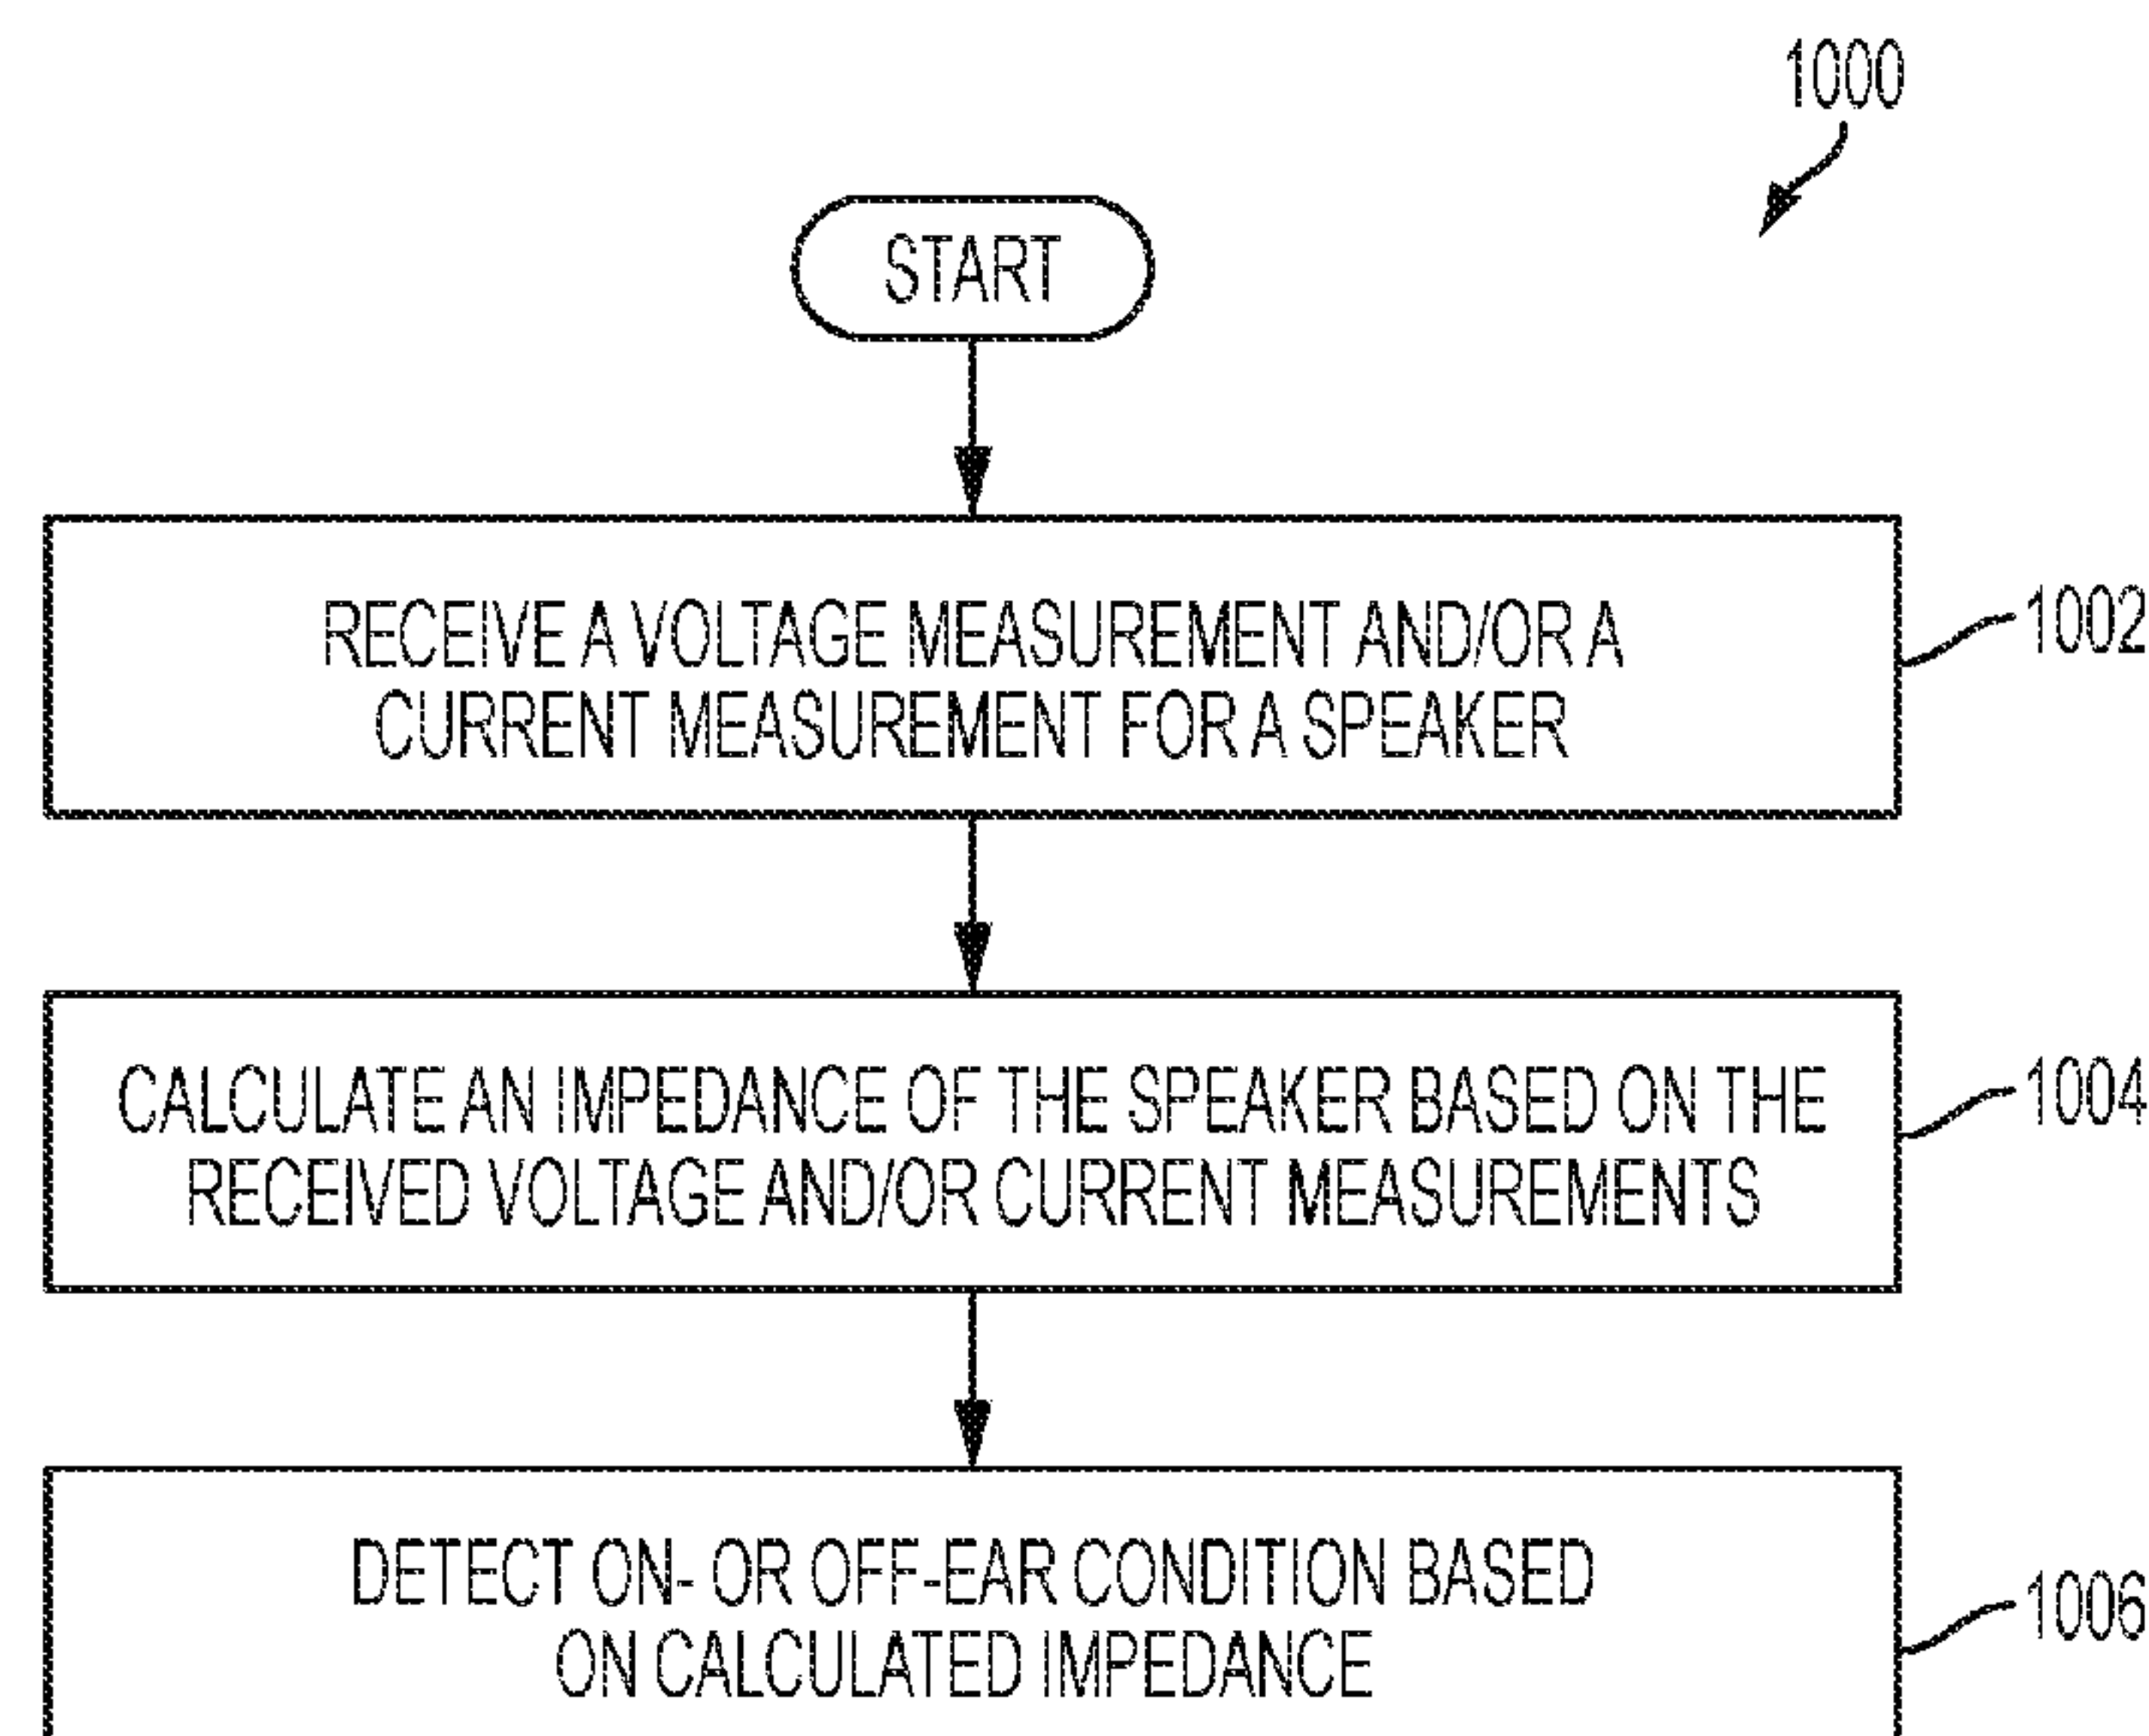 1000
START
RECEIVE A VOLTAGE MEASUREMENT AND/OR A
CURRENT MEASUREMENT FOR A SPEAKER
1002
CALCULATE AN IMPEDANCE OF THE SPEAKER BASED ON THE
RECEIVED VOLTAGE AND/OR CURRENT MEASUREMENTS
1004
DETECT ON- OR OFF-EAR CONDITION BASED
ON CALCULATED IMPEDANCE
1006